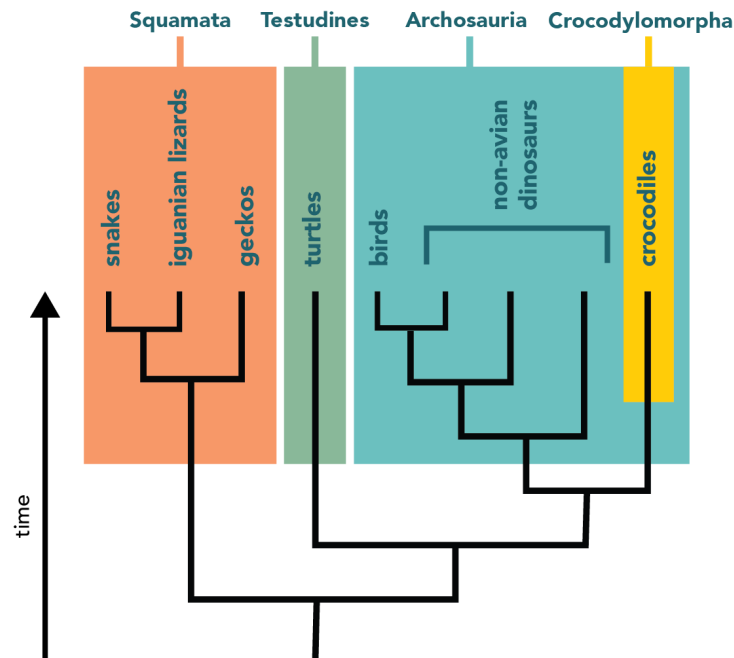 Squamata
Testudines
Archosauria
Crocodylomorpha
snakes
iguanian lizards
geckos
turtles
birds
non-avian
dinosaurs
crocodiles
time